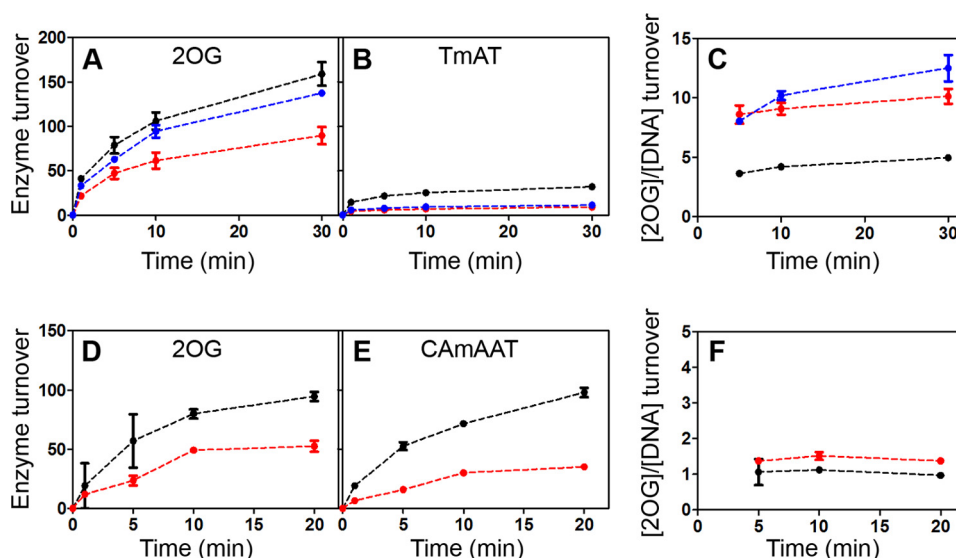 A 2OG
B TmAT
C
Enzyme turnover
200
150
100
50
0
0 10 20 30
0 10 20 30
Time (min)
Time (min)
[2OG]/[DNA] turnover
15
10
5
0
0 10 20 30
Time (min)
D 2OG
E CAmAAT
F
Enzyme turnover
150
100
50
0
0 5 10 15 20
0 5 10 15 20
Time (min)
Time (min)
[2OG]/[DNA] turnover
5
4
3
2
1
0
0 5 10 15 20
Time (min)